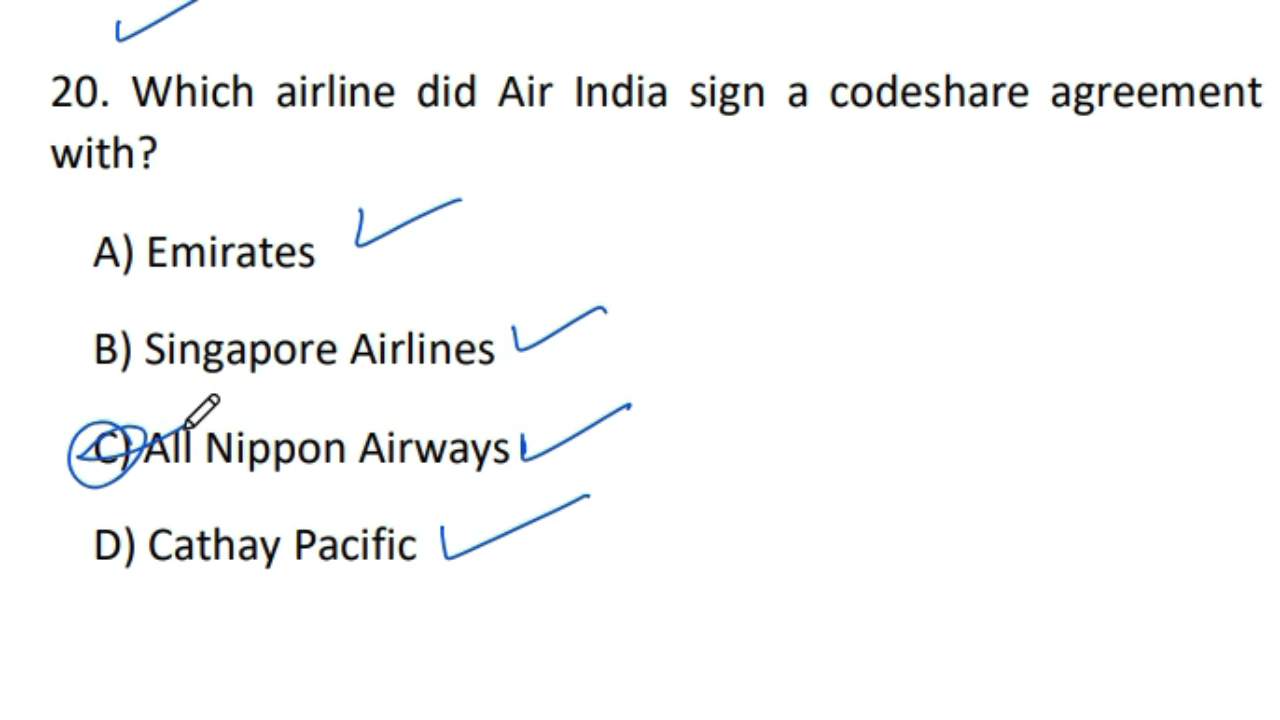 20. Which airline did Air India sign a codeshare agreement
with?
A) Emirates
B) Singapore Airlines
C) All Nippon Airways
D) Cathay Pacific